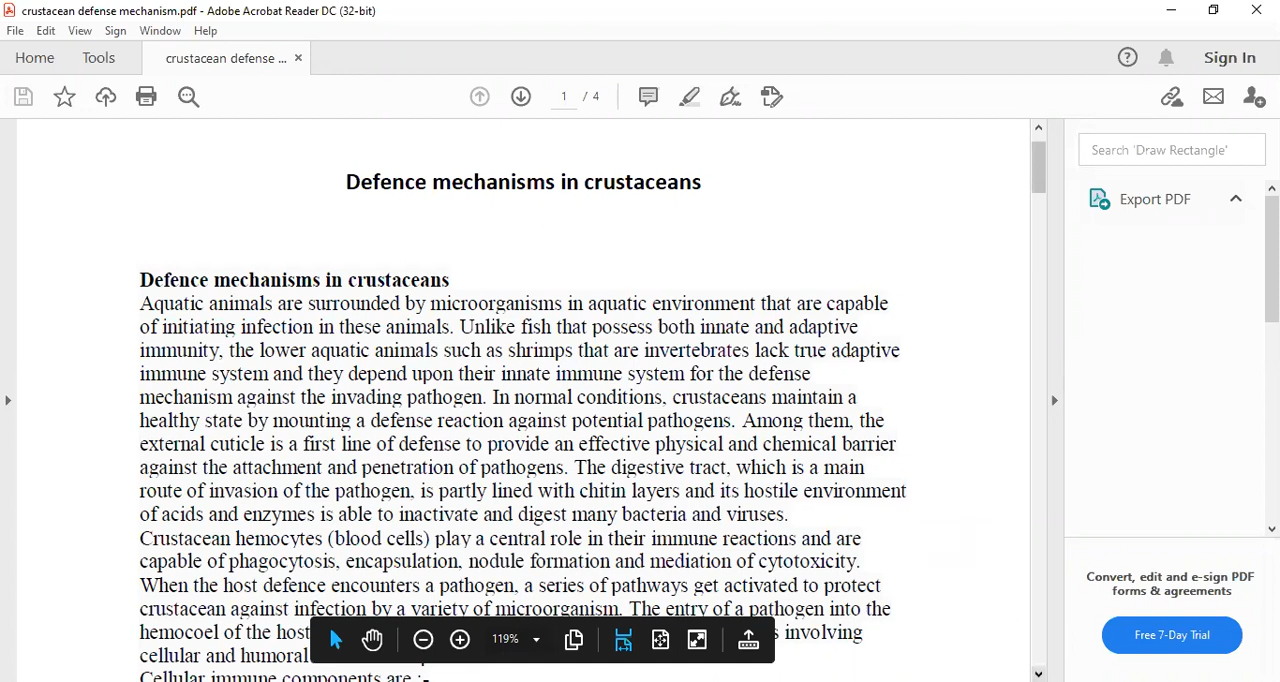 crustacean defense mechanism.pdf - Adobe Acrobat Reader DC (32-bit)
File Edit View Sign Window Help
Home Tools crustacean defense ... × Sign In
1 / 4
Search 'Draw Rectangle'
Export PDF
Defence mechanisms in crustaceans
Defence mechanisms in crustaceans
Aquatic animals are surrounded by microorganisms in aquatic environment that are capable
of initiating infection in these animals. Unlike fish that possess both innate and adaptive
immunity, the lower aquatic animals such as shrimps that are invertebrates lack true adaptive
immune system and they depend upon their innate immune system for the defense
mechanism against the invading pathogen. In normal conditions, crustaceans maintain a
healthy state by mounting a defense reaction against potential pathogens. Among them, the
external cuticle is a first line of defense to provide an effective physical and chemical barrier
against the attachment and penetration of pathogens. The digestive tract, which is a main
route of invasion of the pathogen, is partly lined with chitin layers and its hostile environment
of acids and enzymes is able to inactivate and digest many bacteria and viruses.
Crustacean hemocytes (blood cells) play a central role in their immune reactions and are
capable of phagocytosis, encapsulation, nodule formation and mediation of cytotoxicity.
When the host defence encounters a pathogen, a series of pathways get activated to protect
crustacean against infection by a variety of microorganism. The entry of a pathogen into the
hemocoel of the host involving
cellular and humoral
Cellular immune components are :-
119%
Convert, edit and e-sign PDF
forms & agreements
Free 7-Day Trial